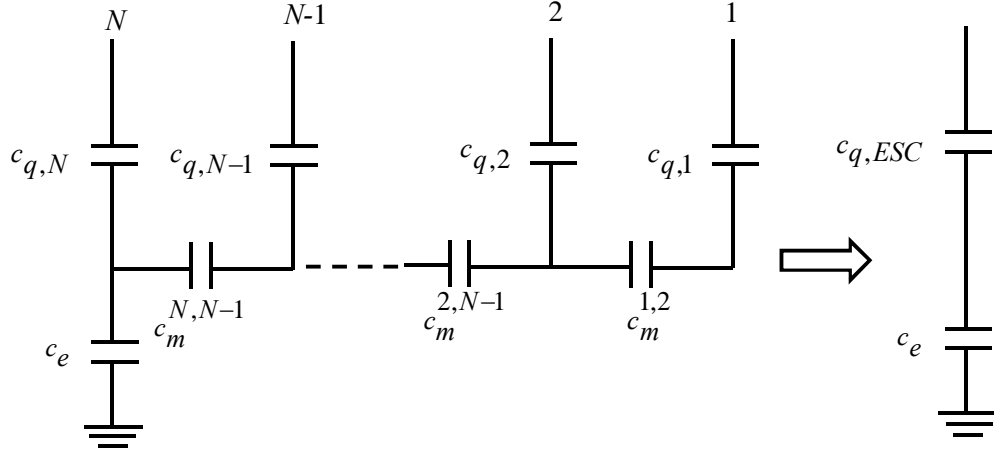 N N-1 2 1
c_{q,N} c_{q,N−1} c_{q,2} c_{q,1} c_{q,ESC}
c_m^{N,N−1} c_m^{2,N−1} c_m^{1,2}
c_e c_e